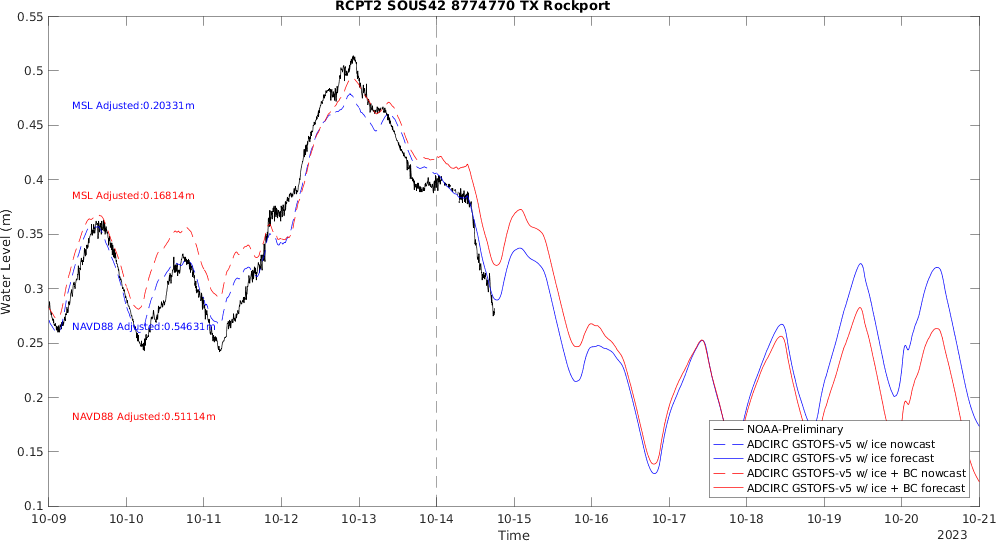 RCPT2 SOUS42 8774770 TX Rockport
0.55
0.5
0.45
0.4
0.35
0.3
0.25
0.2
0.15
0.1
Water Level (m)
MSL Adjusted:0.20331m
MSL Adjusted:0.16814m
NAVD88 Adjusted:0.54631m
NAVD88 Adjusted:0.51114m
NOAA-Preliminary
ADCIRC GSTOFS-v5 w/ ice nowcast
ADCIRC GSTOFS-v5 w/ ice forecast
ADCIRC GSTOFS-v5 w/ ice + BC nowcast
ADCIRC GSTOFS-v5 w/ ice + BC forecast
10-09 10-10 10-11 10-12 10-13 10-14 10-15 10-16 10-17 10-18 10-19 10-20 10-21
Time
2023